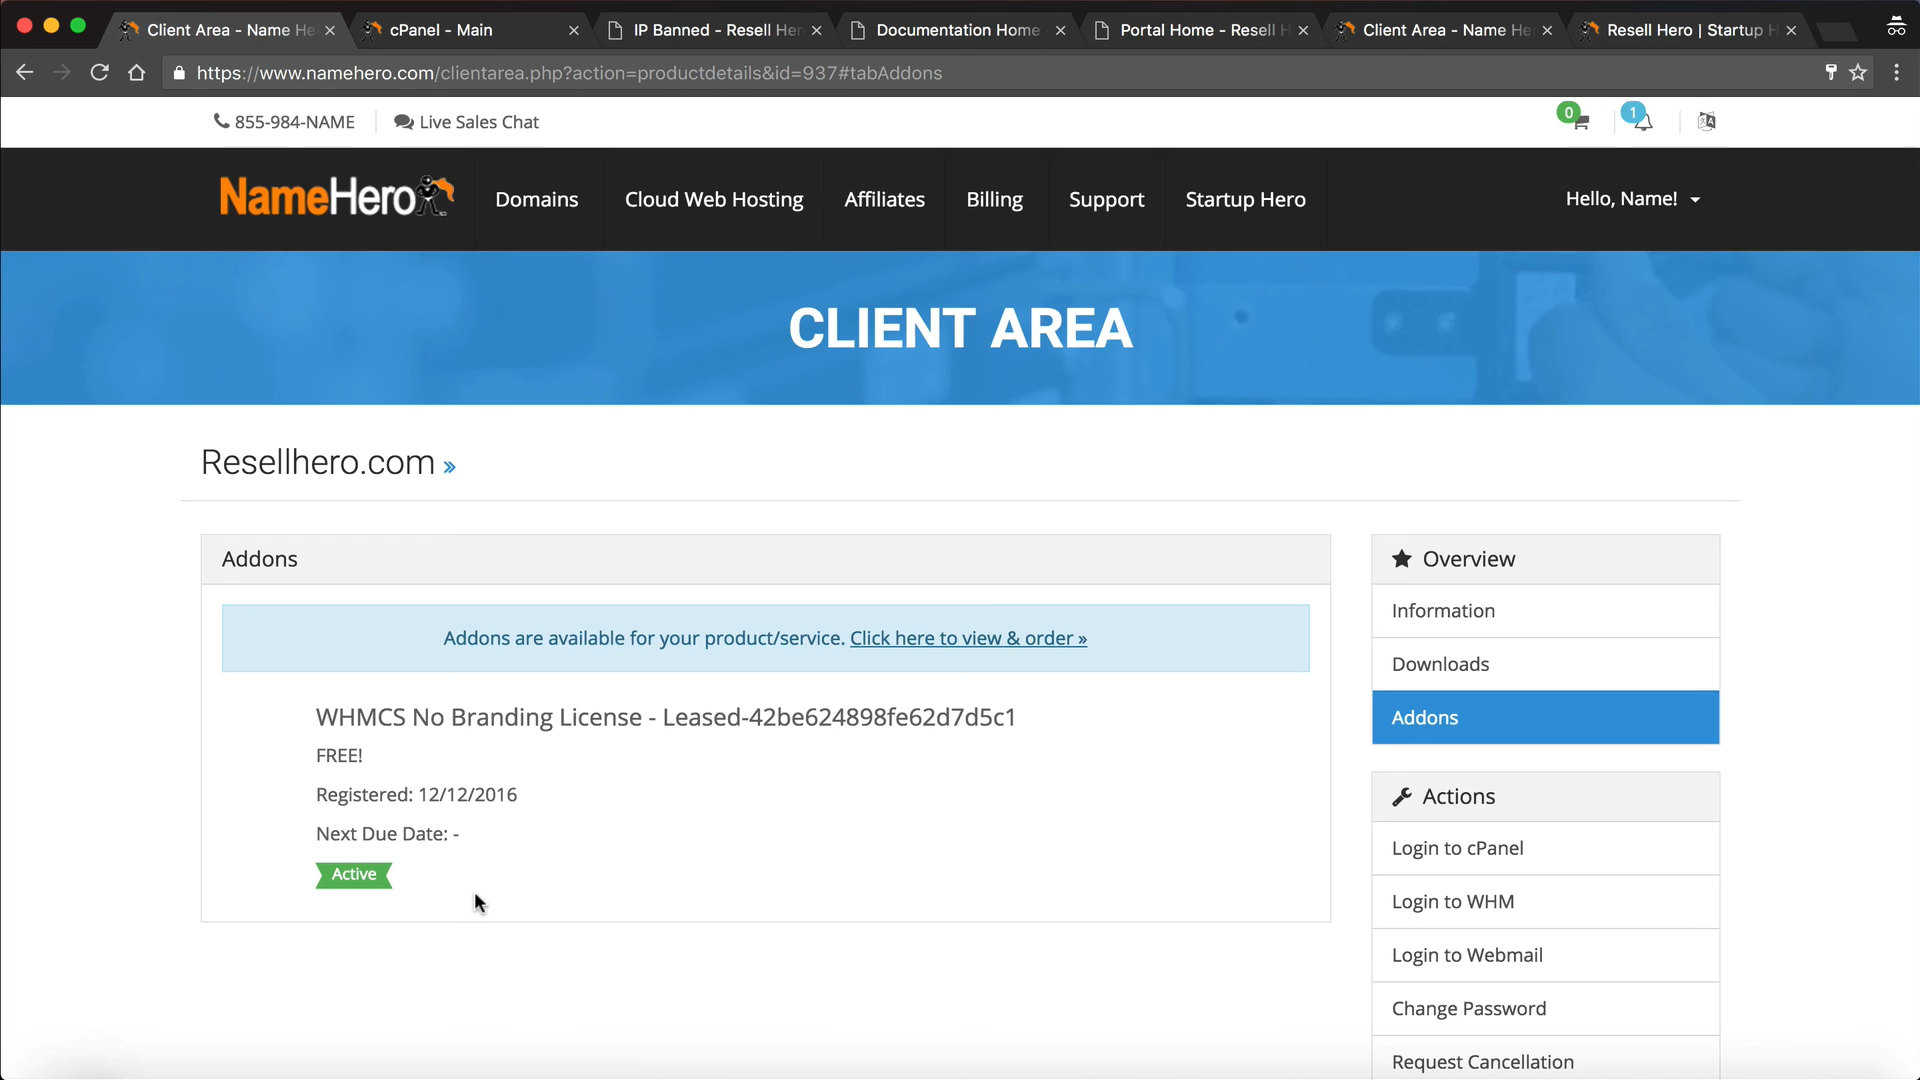 Client Area - Name He
cPanel - Main
IP Banned - Resell Her
Documentation Home -
Portal Home - Resell H
Client Area - Name He
Resell Hero | Startup H
https://www.namehero.com/clientarea.php?action=productdetails&id=937#tabAddons
855-984-NAME
Live Sales Chat
0
1
NameHero
Domains
Cloud Web Hosting
Affiliates
Billing
Support
Startup Hero
Hello, Name!
CLIENT AREA
Resellhero.com »
Addons
Addons are available for your product/service. Click here to view & order »
WHMCS No Branding License - Leased-42be624898fe62d7d5c1
FREE!
Registered: 12/12/2016
Next Due Date: -
Active
Overview
Information
Downloads
Addons
Actions
Login to cPanel
Login to WHM
Login to Webmail
Change Password
Request Cancellation